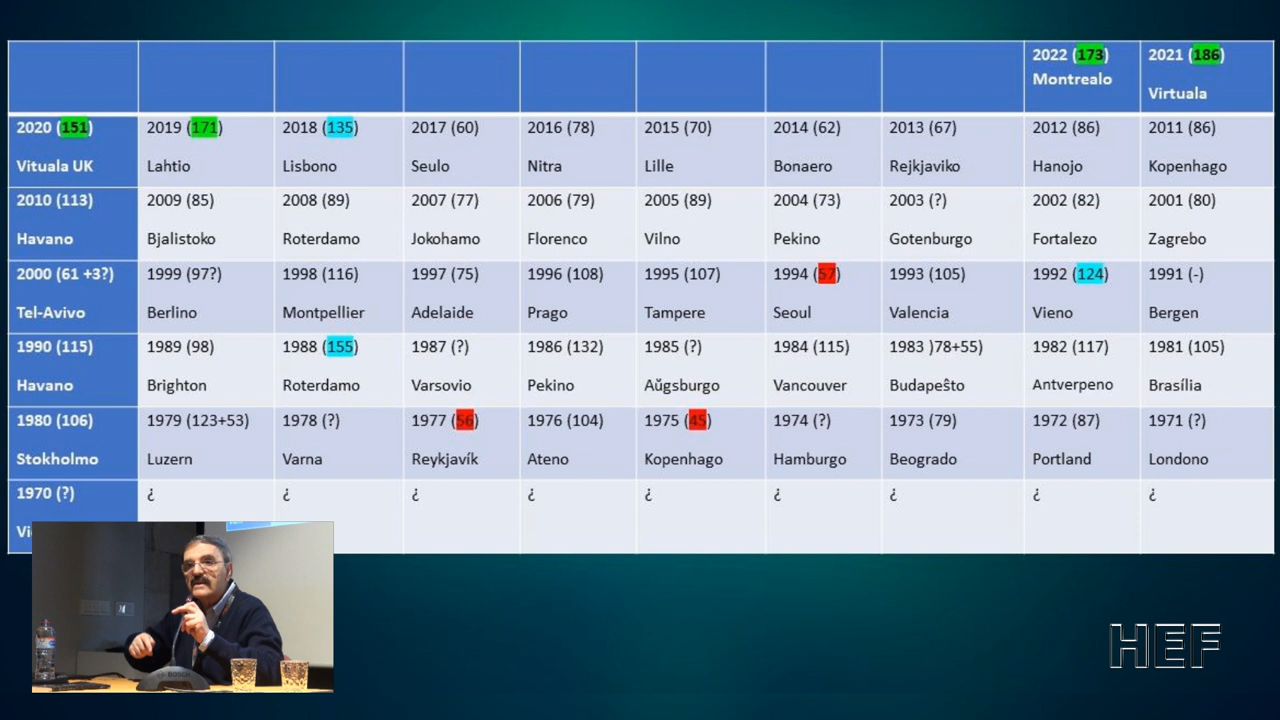 2022 (173) 2021 (186)
Montrealo Virtuala
2020 (151) 2019 (171) 2018 (135) 2017 (60) 2016 (78) 2015 (70) 2014 (62) 2013 (67) 2012 (86) 2011 (86)
Vituala UK Lahtio Lisbono Seulo Nitra Lille Bonaero Rejkjaviko Hanojo Kopenhago
2010 (113) 2009 (85) 2008 (89) 2007 (77) 2006 (79) 2005 (89) 2004 (73) 2003 (?) 2002 (82) 2001 (80)
Havano Bjalistoko Roterdamo Jokohamo Florenco Vilno Pekino Gotenburgo Fortalezo Zagrebo
2000 (61 +3?) 1999 (97?) 1998 (116) 1997 (75) 1996 (108) 1995 (107) 1994 (57) 1993 (105) 1992 (124) 1991 (-)
Tel-Avivo Berlino Montpellier Adelaide Prago Tampere Seoul Valencia Vieno Bergen
1990 (115) 1989 (98) 1988 (155) 1987 (?) 1986 (132) 1985 (?) 1984 (115) 1983 )78+55) 1982 (117) 1981 (105)
Havano Brighton Roterdamo Varsovio Pekino Aŭgsburgo Vancouver Budapeŝto Antverpeno Brasília
1980 (106) 1979 (123+53) 1978 (?) 1977 (56) 1976 (104) 1975 (45) 1974 (?) 1973 (79) 1972 (87) 1971 (?)
Stokholmo Luzern Varna Reykjavík Ateno Kopenhago Hamburgo Beogrado Portland Londono
1970 (?) ¿ ¿ ¿ ¿ ¿ ¿ ¿ ¿ ¿
BOSCH
HEF